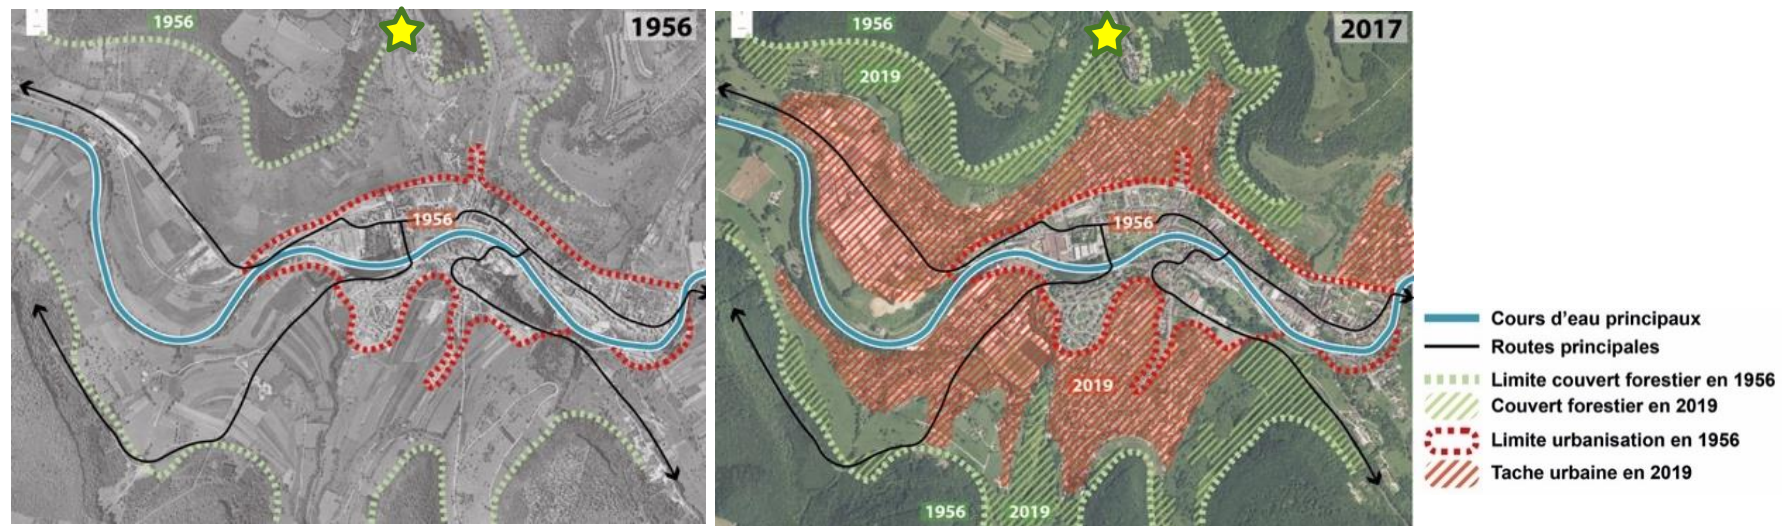 1956
1956
1956
1956
2017
2019
1956
2019
1956
2019
Cours d'eau principaux
Routes principales
Limite couvert forestier en 1956
Couvert forestier en 2019
Limite urbanisation en 1956
Tache urbaine en 2019